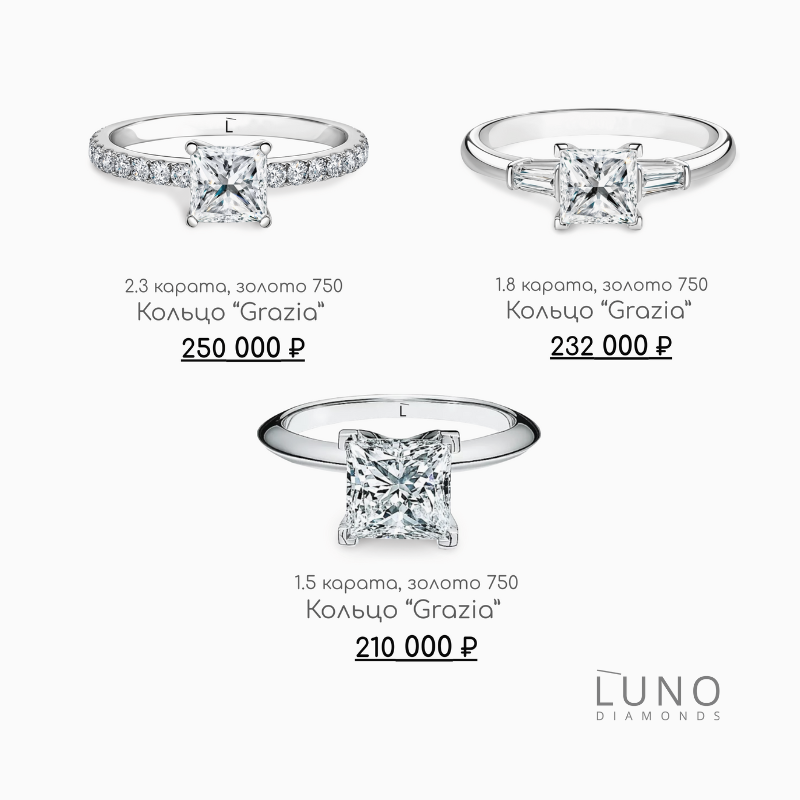 L
2.3 карата, золото 750
Кольцо “Grazia”
250 000 ₽
1.8 карата, золото 750
Кольцо “Grazia”
232 000 ₽
L
1.5 карата, золото 750
Кольцо “Grazia”
210 000 ₽
LUNO
DIAMONDS